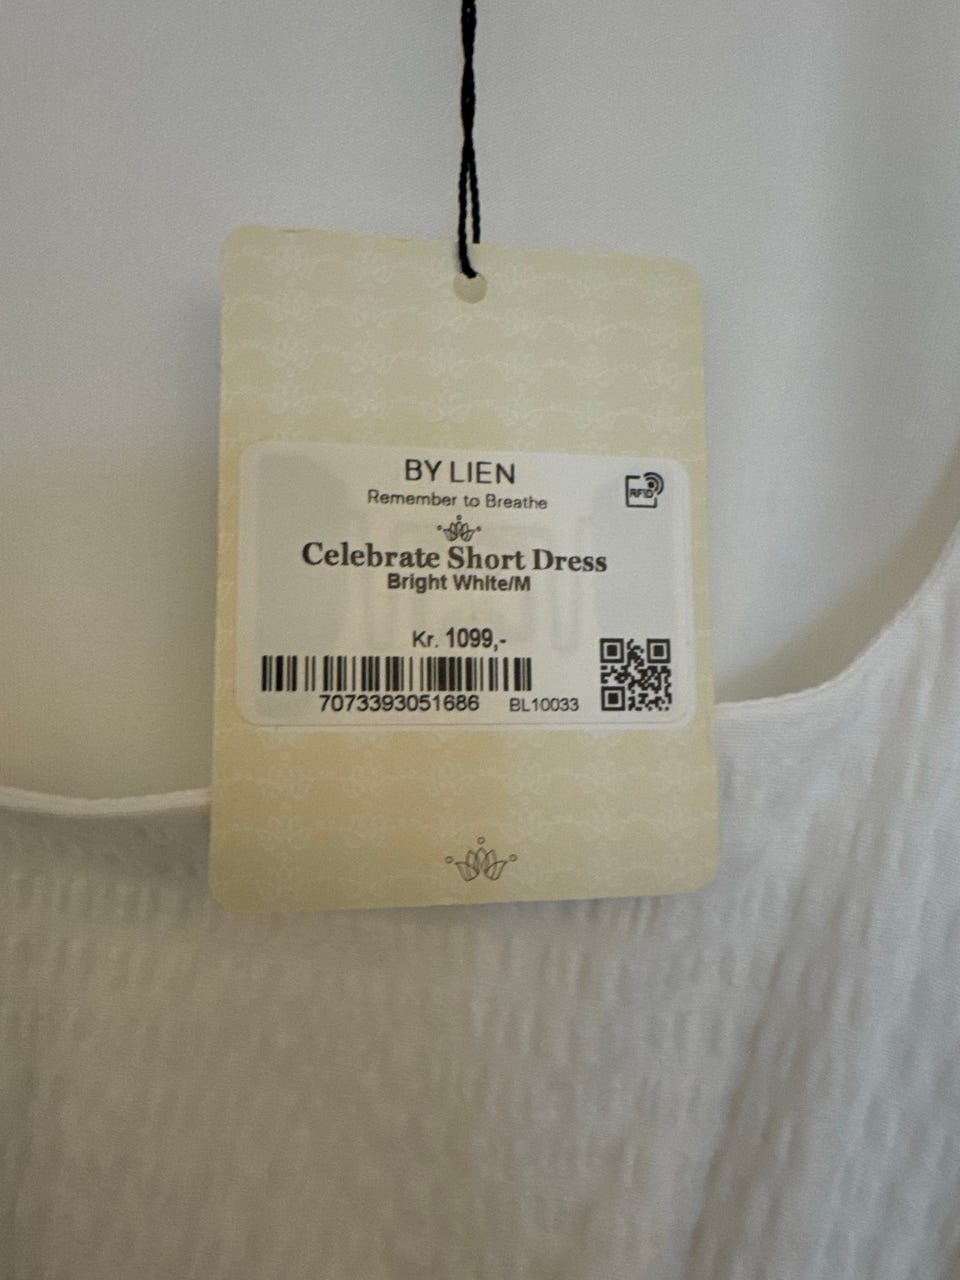 BY LIEN
Remember to Breathe
RFID
Celebrate Short Dress
Bright White/M
Kr. 1099,-
7073393051686 BL10033